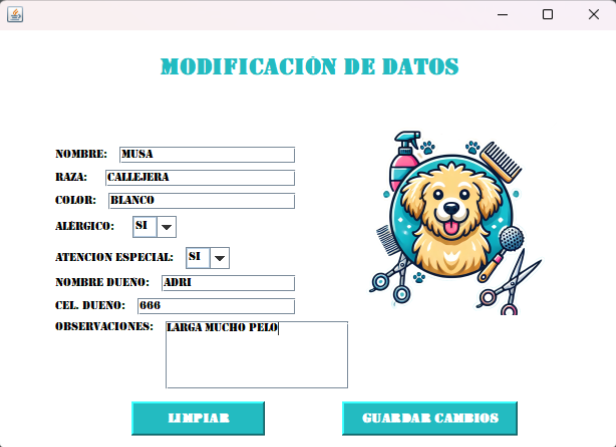 MODIFICACIÓN DE DATOS
NOMBRE: MUSA
RAZA: CALLEJERA
COLOR: BLANCO
ALÉRGICO: SI
ATENCION ESPECIAL: SI
NOMBRE DUENO: ADRI
CEL. DUENO: 666
OBSERVACIONES: LARGA MUCHO PELO
LIMPIAR GUARDAR CAMBIOS